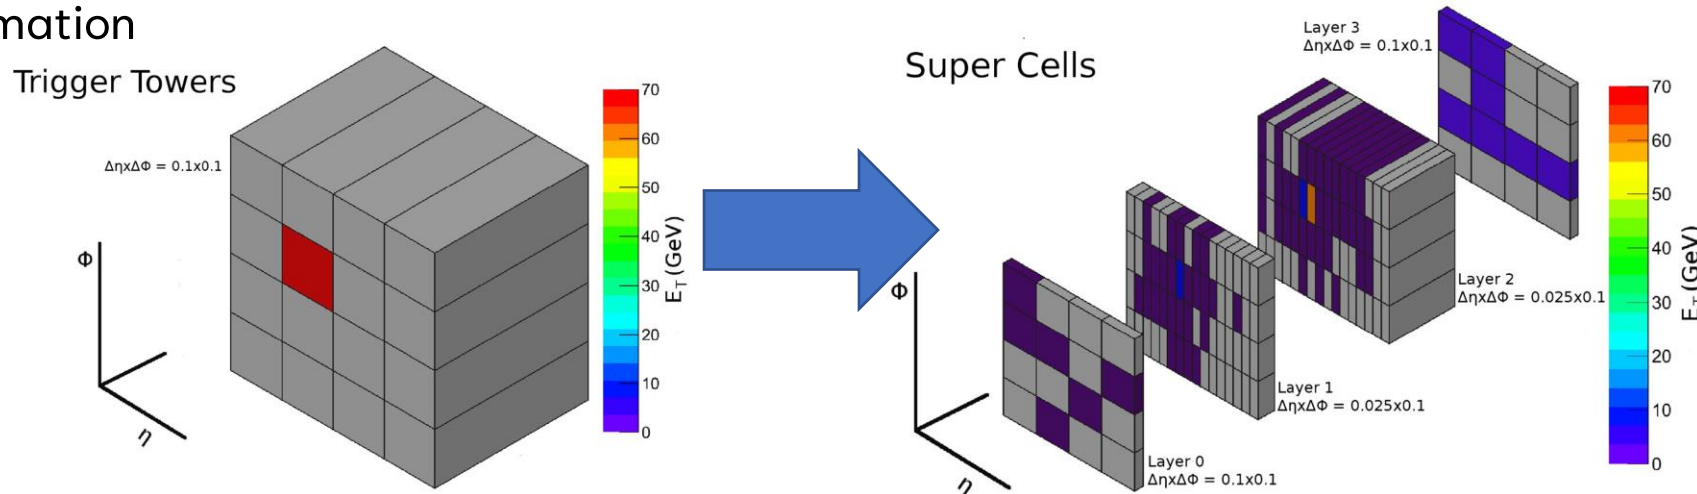 mation
Trigger Towers
ΔηxΔΦ = 0.1x0.1
Φ
η
70
60
50
40
30
20
10
0
E_T (GeV)
Super Cells
Φ
η
Layer 0
ΔηxΔΦ = 0.1x0.1
Layer 1
ΔηxΔΦ = 0.025x0.1
Layer 2
ΔηxΔΦ = 0.025x0.1
Layer 3
ΔηxΔΦ = 0.1x0.1
70
60
50
40
30
20
10
0
E_T (GeV)